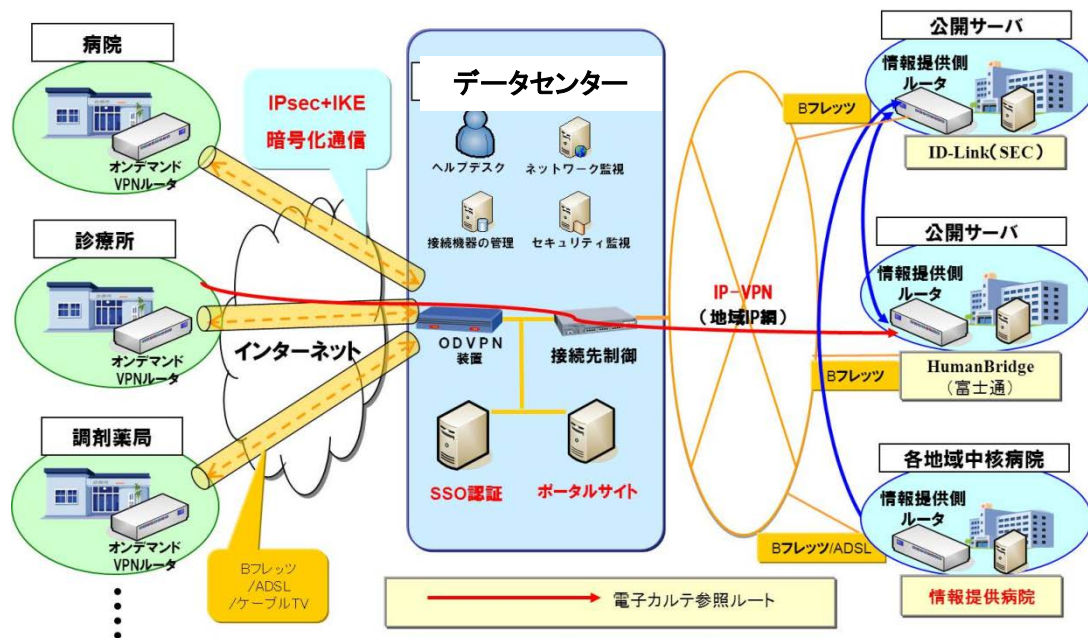 病院
オンデマンド
VPNルータ
診療所
オンデマンド
VPNルータ
調剤薬局
オンデマンド
VPNルータ
IPsec+IKE
暗号化通信
インターネット
Bフレッツ
/ADSL
/ケーブルTV
データセンター
ヘルプデスク
ネットワーク監視
接続機器の管理
セキュリティ監視
ODVPN
装置
接続先制御
SSO認証
ポータルサイト
IP-VPN
(地域IP網)
Bフレッツ
Bフレッツ
Bフレッツ/ADSL
公開サーバ
情報提供側
ルータ
ID-Link(SEC)
公開サーバ
情報提供側
ルータ
HumanBridge
(富士通)
各地域中核病院
情報提供側
ルータ
情報提供病院
電子カルテ参照ルート